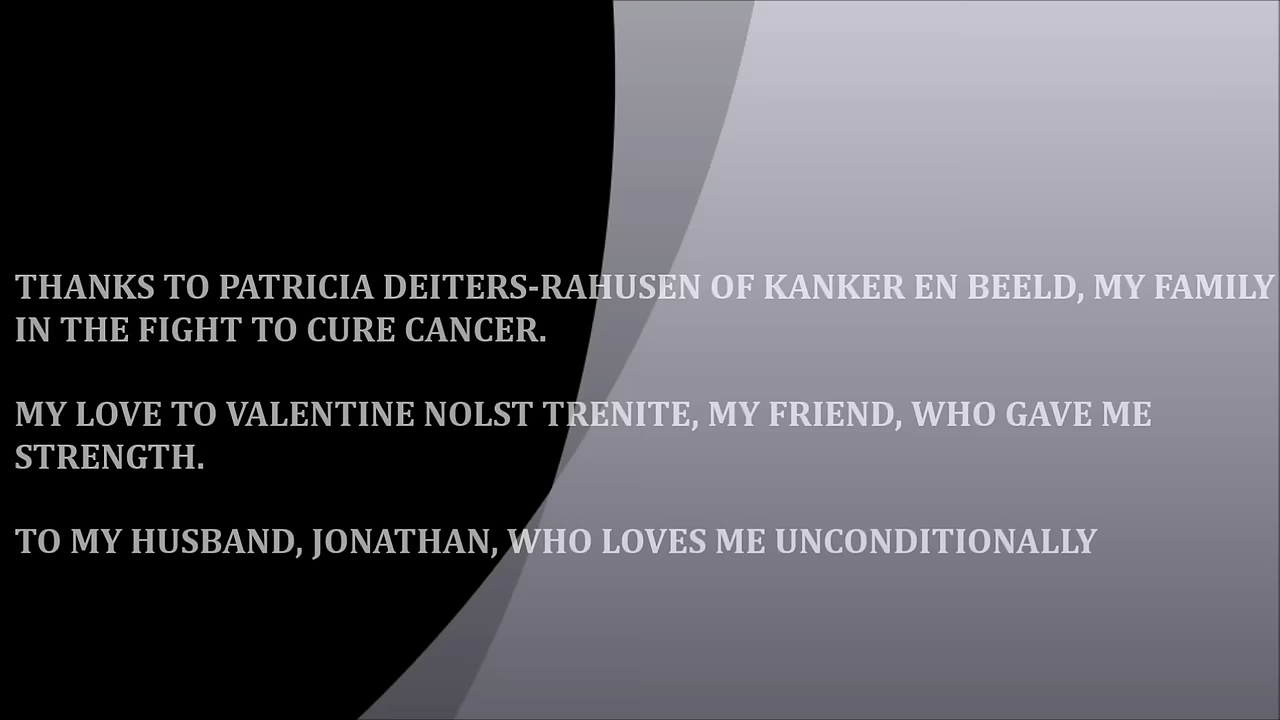 THANKS TO PATRICIA DEITERS-RAHUSEN OF KANKER EN BEELD, MY FAMILY
IN THE FIGHT TO CURE CANCER.
MY LOVE TO VALENTINE NOLST TRENITE, MY FRIEND, WHO GAVE ME
STRENGTH.
TO MY HUSBAND, JONATHAN, WHO LOVES ME UNCONDITIONALLY